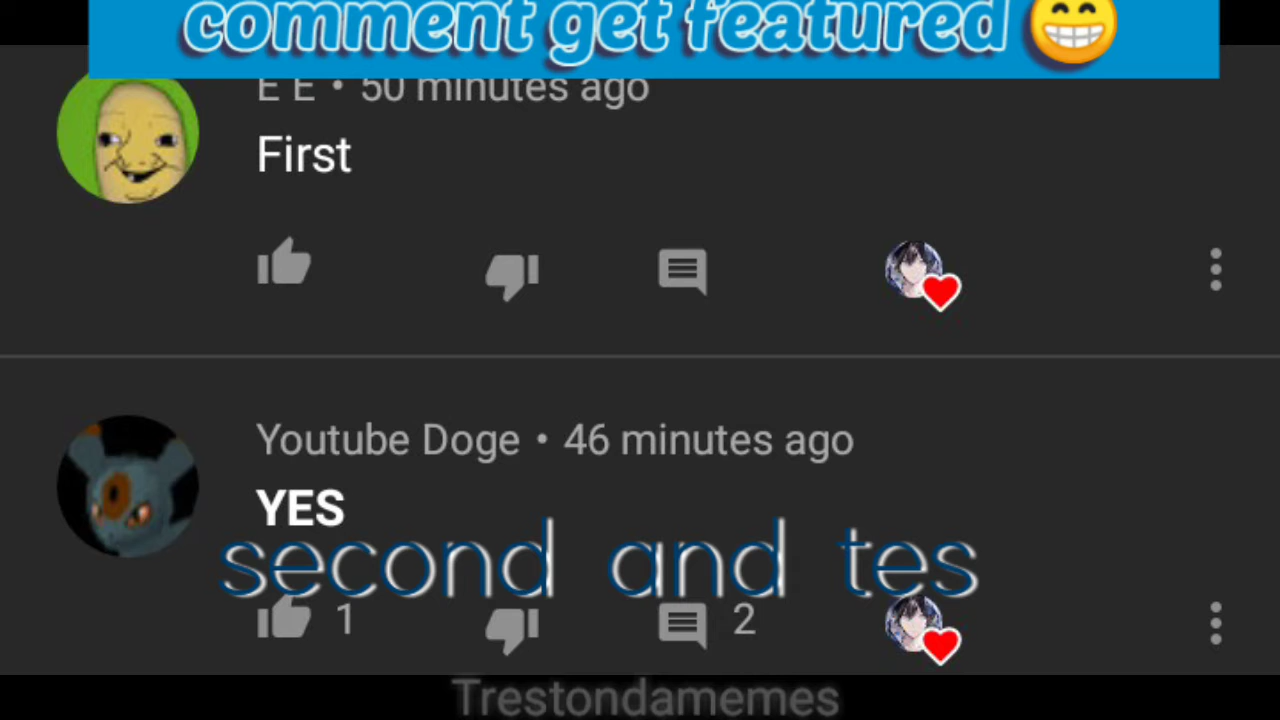 comment get featured 😁
E E • 50 minutes ago
First
Youtube Doge • 46 minutes ago
YES
second and tes
1
2
Trestondamemes